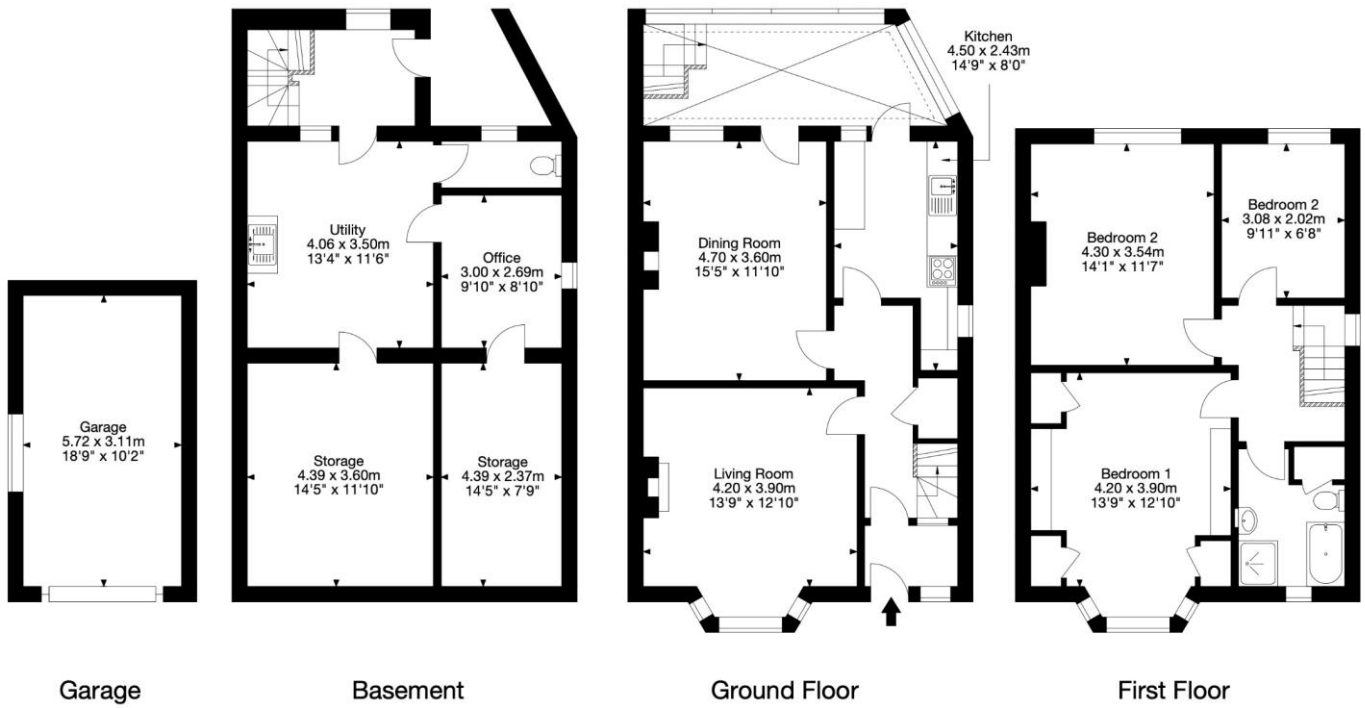 Garage
5.72 x 3.11m
18'9" x 10'2"
Garage
Utility
4.06 x 3.50m
13'4" x 11'6"
Office
3.00 x 2.69m
9'10" x 8'10"
Storage
4.39 x 3.60m
14'5" x 11'10"
Storage
4.39 x 2.37m
14'5" x 7'9"
Basement
Kitchen
4.50 x 2.43m
14'9" x 8'0"
Dining Room
4.70 x 3.60m
15'5" x 11'10"
Living Room
4.20 x 3.90m
13'9" x 12'10"
Ground Floor
Bedroom 2
4.30 x 3.54m
14'1" x 11'7"
Bedroom 2
3.08 x 2.02m
9'11" x 6'8"
Bedroom 1
4.20 x 3.90m
13'9" x 12'10"
First Floor